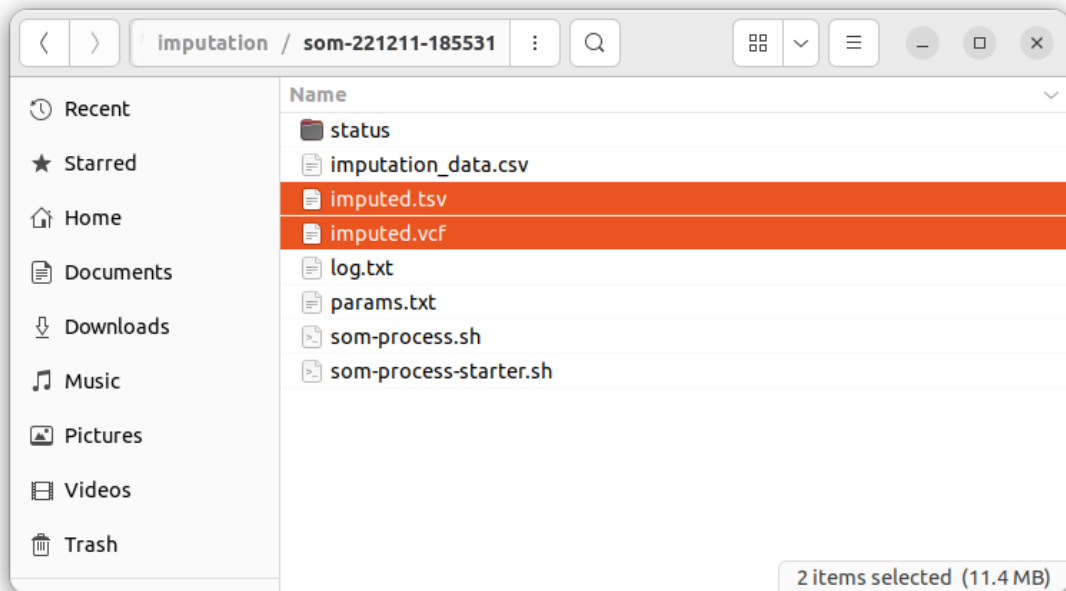 imputation / som-221211-185531
Recent
Starred
Home
Documents
Downloads
Music
Pictures
Videos
Trash
Name
status
imputation_data.csv
imputed.tsv
imputed.vcf
log.txt
params.txt
som-process.sh
som-process-starter.sh
2 items selected (11.4 MB)